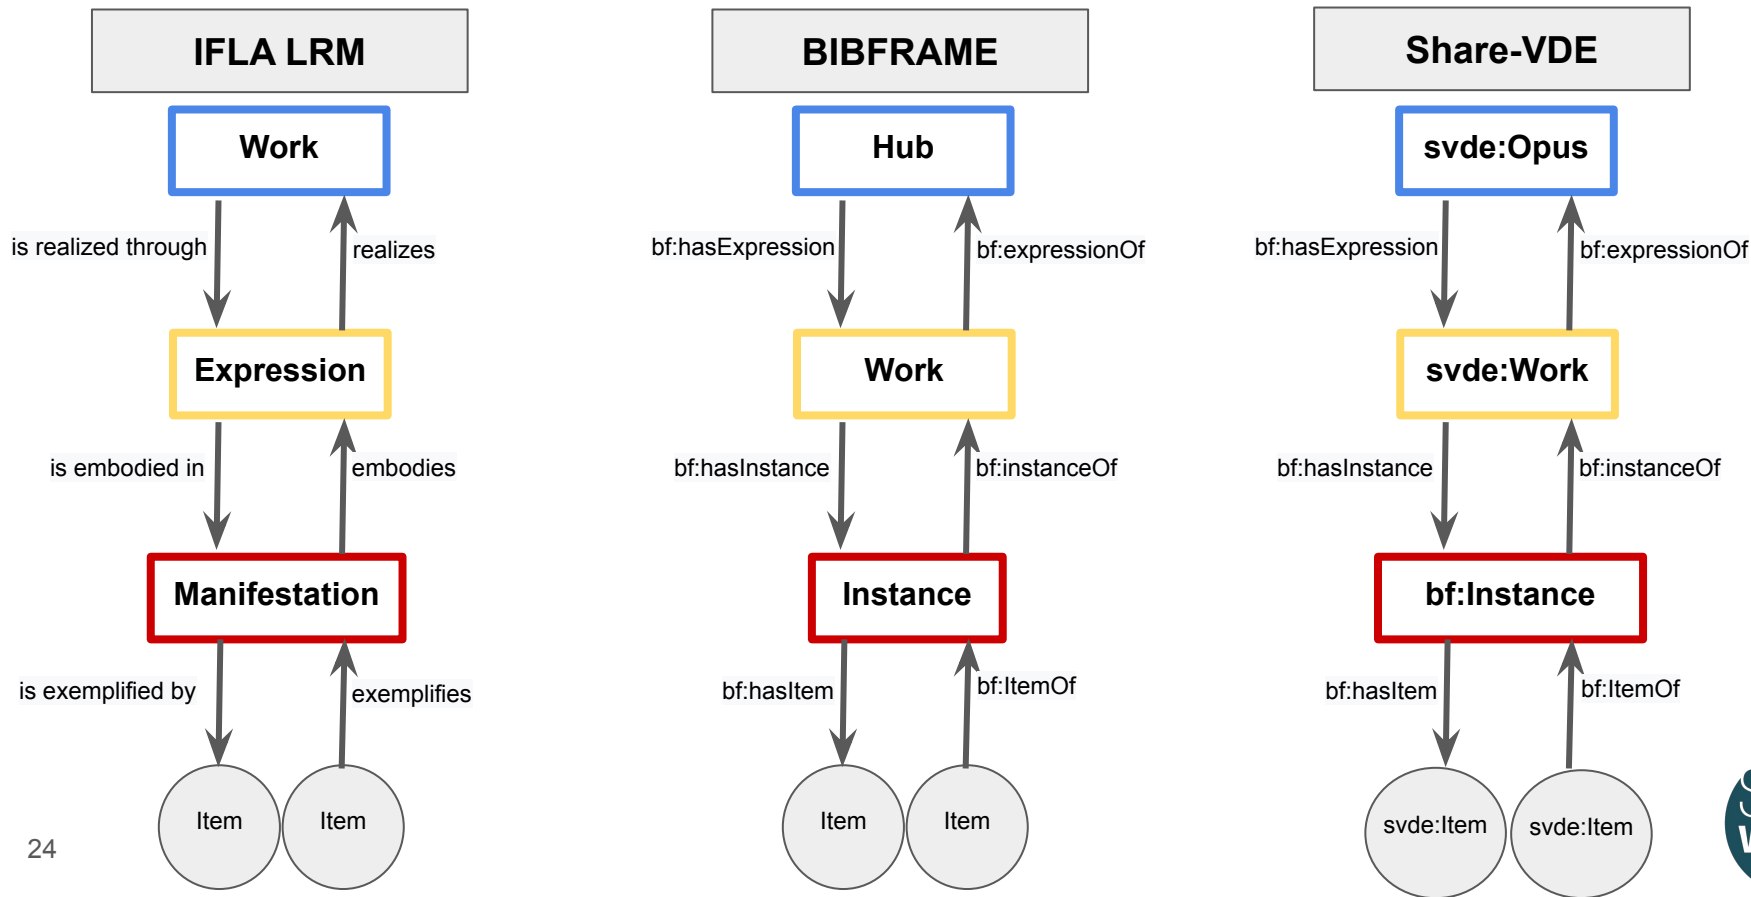 IFLA LRM
BIBFRAME
Share-VDE
Work
Hub
svde:Opus
is realized through
realizes
bf:hasExpression
bf:expressionOf
bf:hasExpression
bf:expressionOf
Expression
Work
svde:Work
is embodied in
embodies
bf:hasInstance
bf:instanceOf
bf:hasInstance
bf:instanceOf
Manifestation
Instance
bf:Instance
is exemplified by
exemplifies
bf:hasItem
bf:ItemOf
bf:hasItem
bf:ItemOf
Item
Item
Item
Item
svde:Item
svde:Item
24